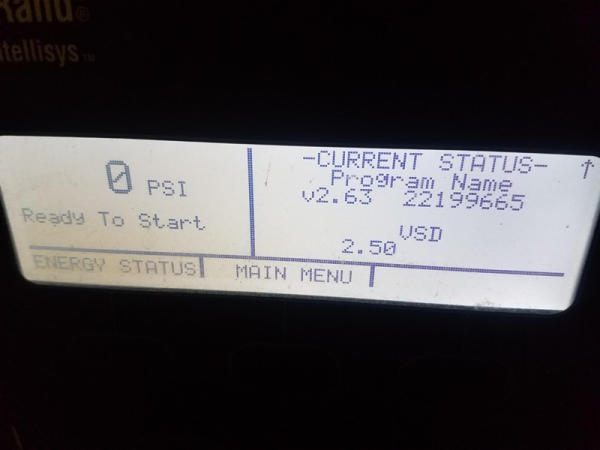 Rand®
ntellisys™
0 PSI
Ready To Start
-CURRENT STATUS-
↑
Program Name
v2.63 22199665
VSD
2.50
ENERGY STATUS
MAIN MENU